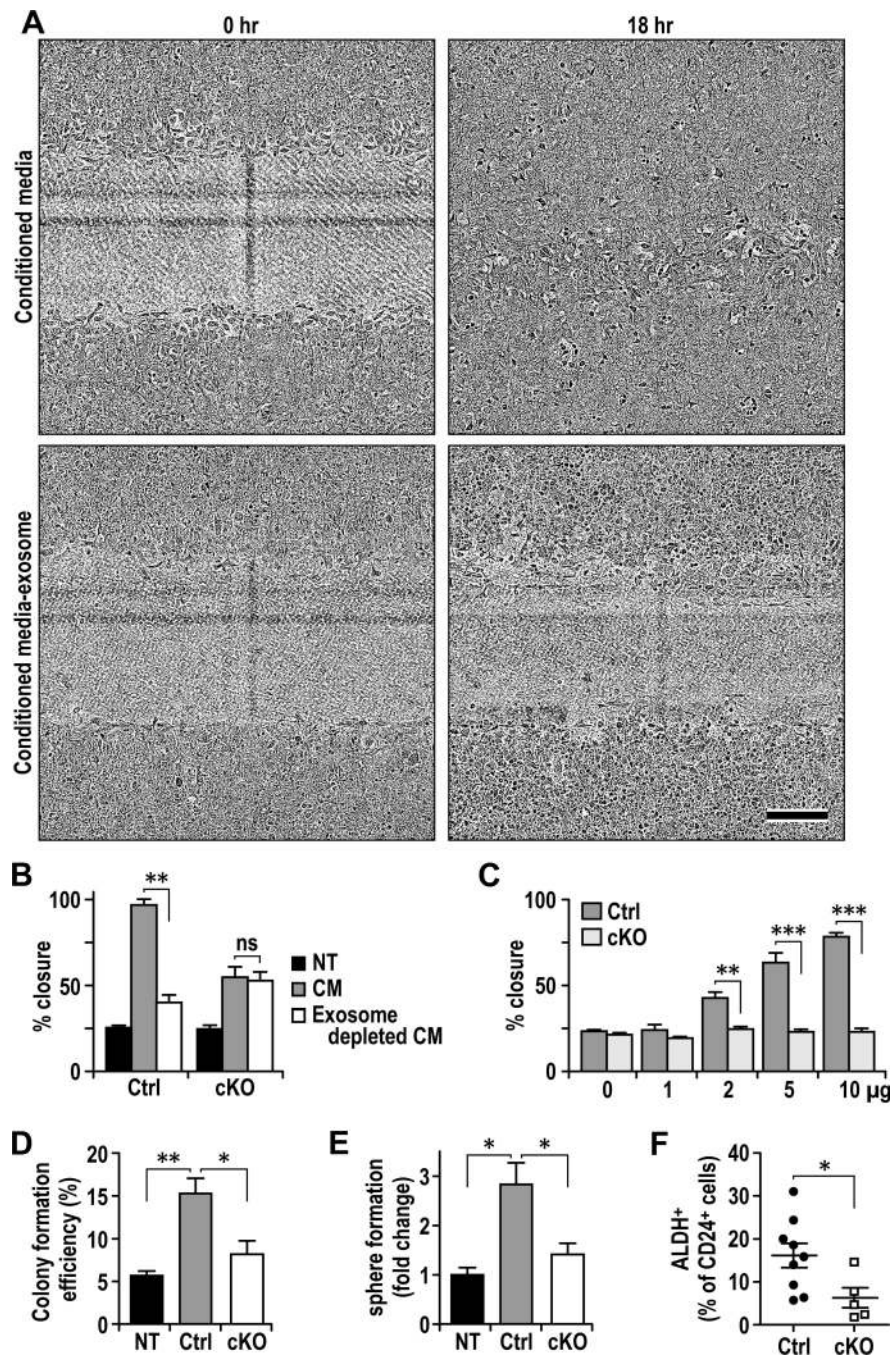 A
0 hr
18 hr
Conditioned media
Conditioned media-exosome
B
% closure
100
50
0
**
ns
Ctrl
cKO
NT
CM
Exosome
depleted CM
C
% closure
100
50
0
Ctrl
cKO
**
***
***
0 1 2 5 10 µg
D
Colony formation
efficiency (%)
20
15
10
5
0
**
*
NT Ctrl cKO
E
sphere formation
(fold change)
3
2
1
0
*
*
NT Ctrl cKO
F
ALDH+
(% of CD24+ cells)
40
30
20
10
0
*
Ctrl cKO